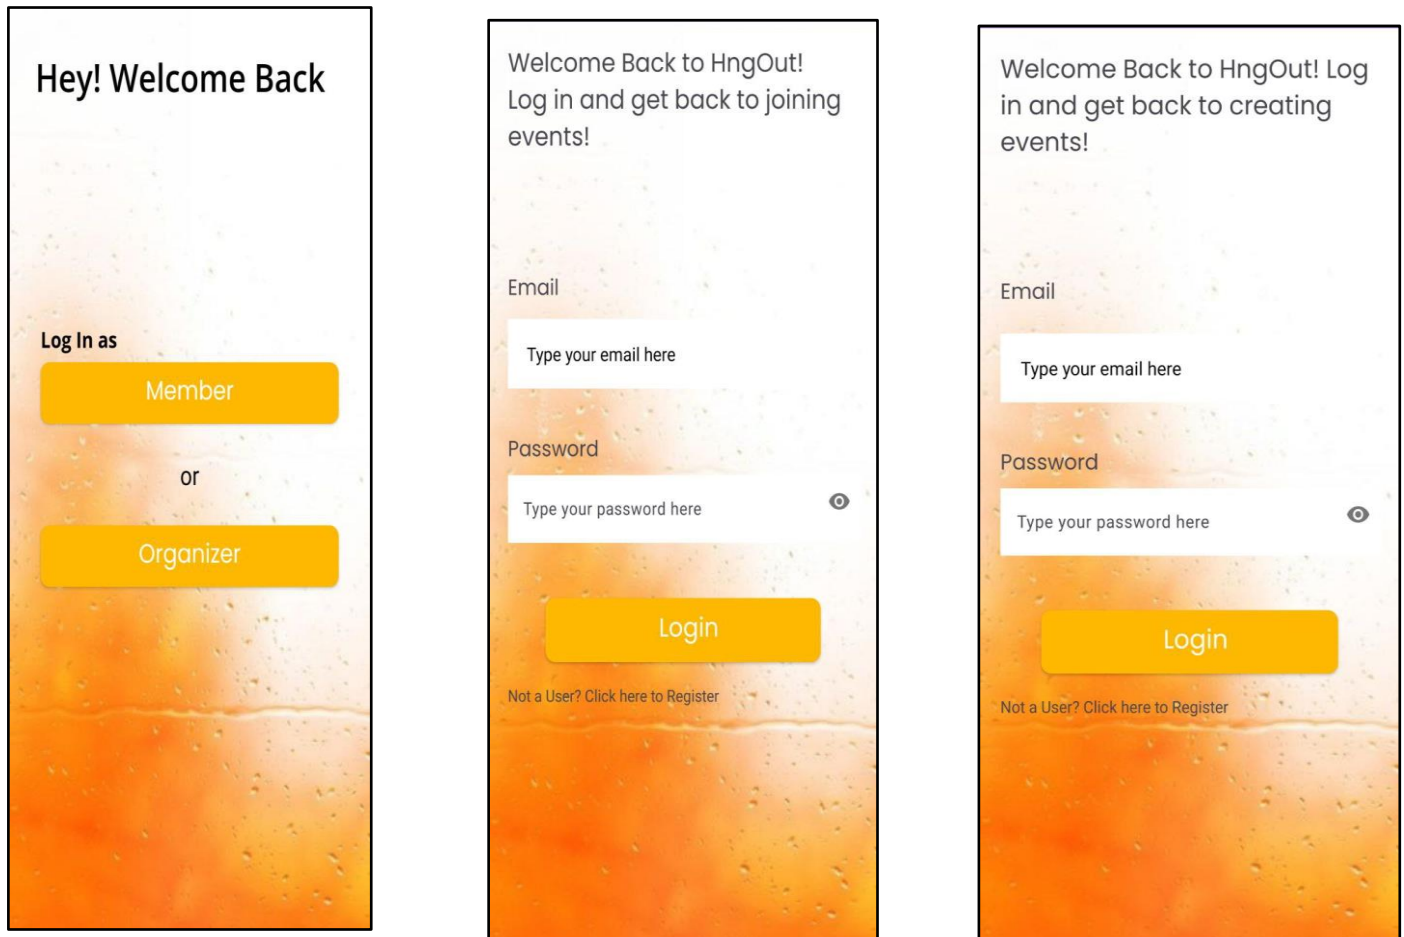 Hey! Welcome Back
Log In as
Member
or
Organizer
Welcome Back to HngOut!
Log in and get back to joining
events!
Email
Type your email here
Password
Type your password here
Login
Not a User? Click here to Register
Welcome Back to HngOut! Log
in and get back to creating
events!
Email
Type your email here
Password
Type your password here
Login
Not a User? Click here to Register